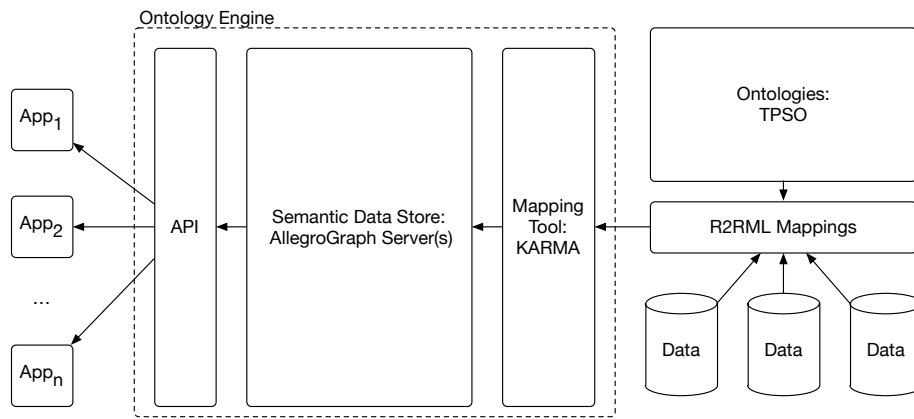 Ontology Engine
App1
App2
...
Appn
API
Semantic Data Store:
AllegroGraph Server(s)
Mapping
Tool:
KARMA
Ontologies:
TPSO
R2RML Mappings
Data
Data
Data